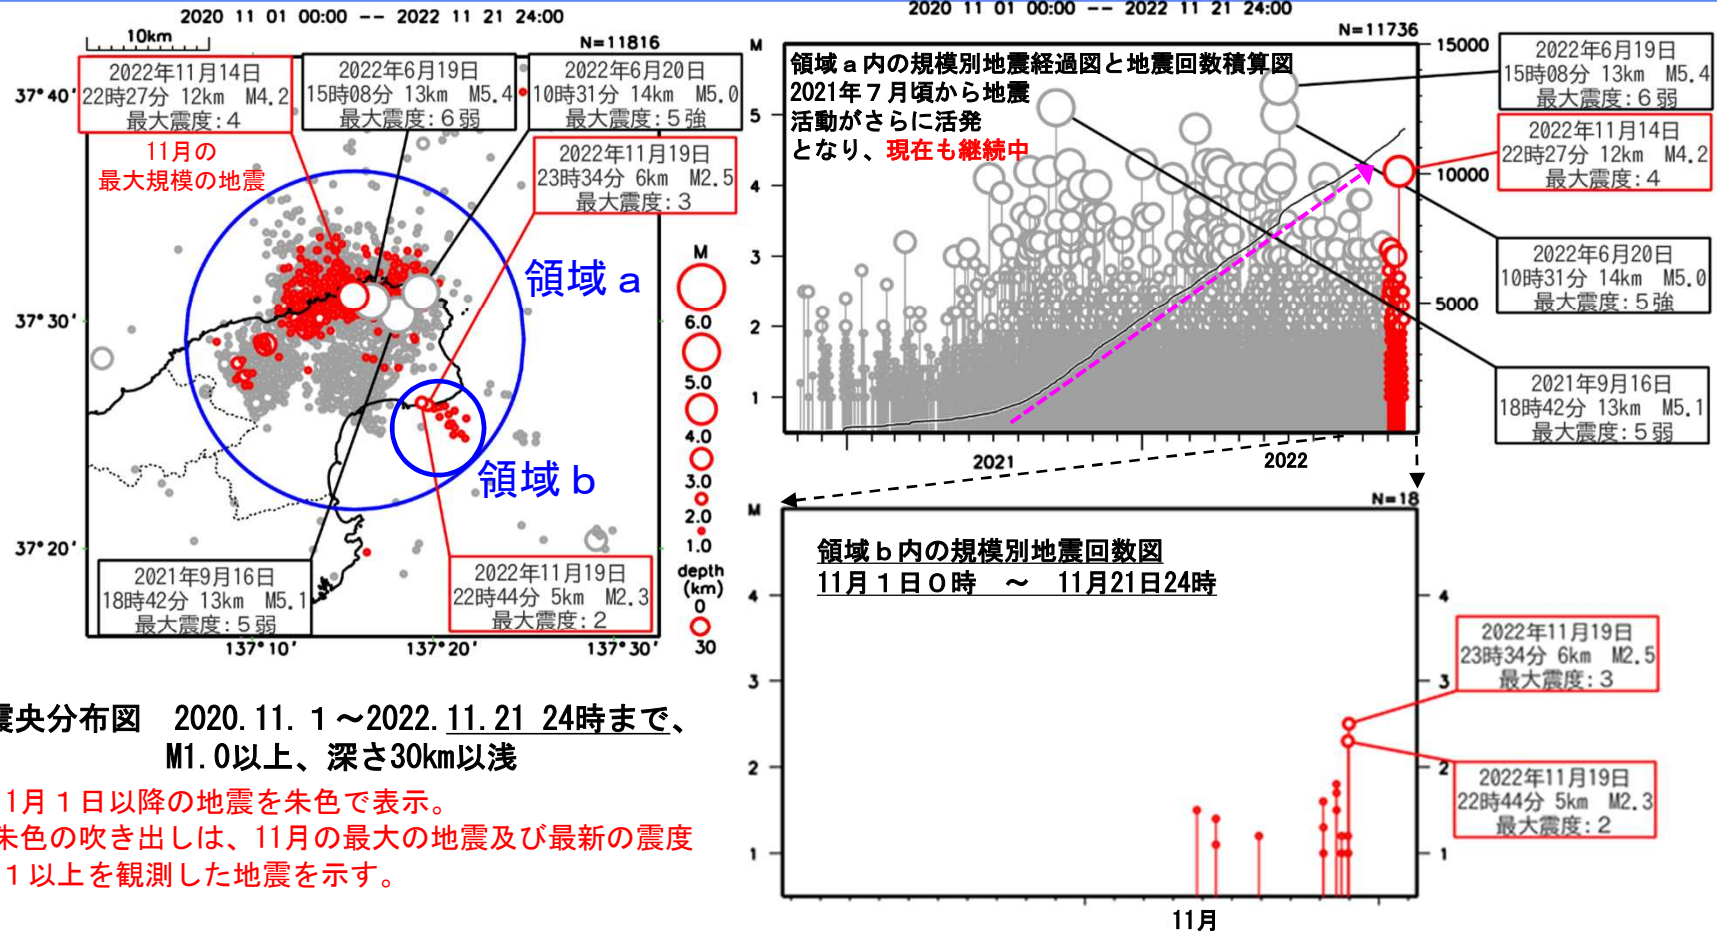 2020 11 01 00:00 -- 2022 11 21 24:00
10km
N=11816
2022年11月14日
22時27分 12km M4.2
最大震度:4
2022年6月19日
15時08分 13km M5.4
最大震度:6弱
2022年6月20日
10時31分 14km M5.0
最大震度:5強
11月の
最大規模の地震
2022年11月19日
23時34分 6km M2.5
最大震度:3
37°40′
37°30′
37°20′
領域a
領域b
2021年9月16日
18時42分 13km M5.1
最大震度:5弱
2022年11月19日
22時44分 5km M2.3
最大震度:2
137°10′
137°20′
137°30′
M
6.0
5.0
4.0
3.0
2.0
1.0
depth
(km)
0
30
震央分布図 2020.11.1～2022.11.21 24時まで、
M1.0以上、深さ30km以浅
1月1日以降の地震を朱色で表示。
朱色の吹き出しは、11月の最大の地震及び最新の震度
1以上を観測した地震を示す。
2020 11 01 00:00 -- 2022 11 21 24:00
N=11736
M
5
4
3
2
1
15000
10000
5000
領域a内の規模別地震経過図と地震回数積算図
2021年7月頃から地震
活動がさらに活発
となり、現在も継続中
2021
2022
2022年6月19日
15時08分 13km M5.4
最大震度:6弱
2022年11月14日
22時27分 12km M4.2
最大震度:4
2022年6月20日
10時31分 14km M5.0
最大震度:5強
2021年9月16日
18時42分 13km M5.1
最大震度:5弱
N=18
M
4
3
2
1
4
3
2
1
領域b内の規模別地震回数図
11月1日0時 ～ 11月21日24時
2022年11月19日
23時34分 6km M2.5
最大震度:3
2022年11月19日
22時44分 5km M2.3
最大震度:2
11月